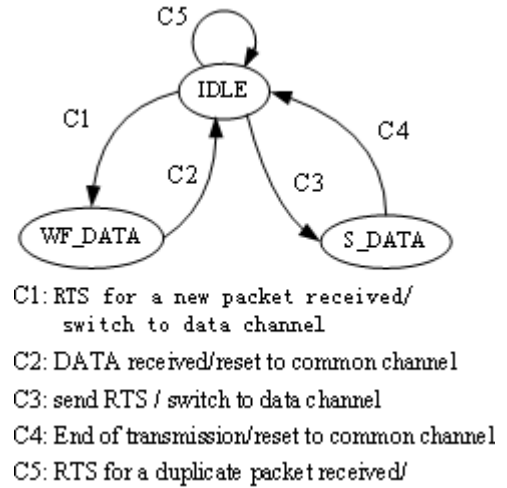 C5
IDLE
C1
C4
C2
C3
WF_DATA
S_DATA
C1: RTS for a new packet received/
switch to data channel
C2: DATA received/reset to common channel
C3: send RTS / switch to data channel
C4: End of transmission/reset to common channel
C5: RTS for a duplicate packet received/